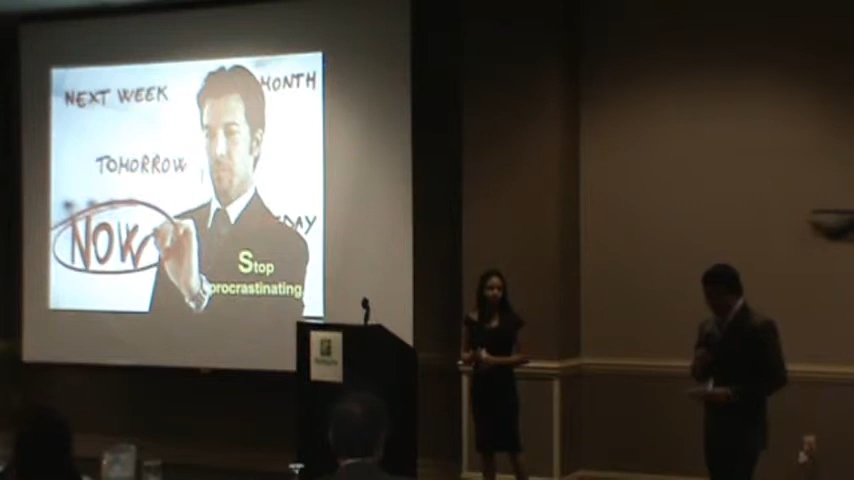 NEXT WEEK
MONTH
TOMORROW
NOW
DAY
Stop
procrastinating.